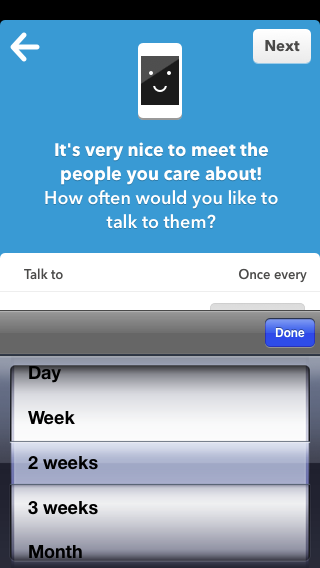 Next
It's very nice to meet the
people you care about!
How often would you like to
talk to them?
Talk to Once every
Done
Day
Week
2 weeks
3 weeks
Month